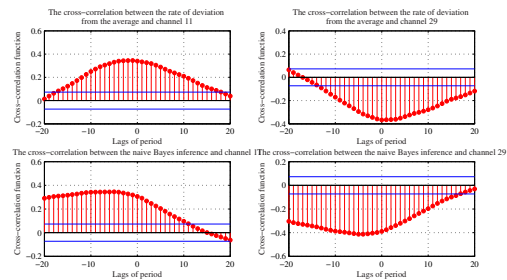 The cross−correlation between the rate of deviation
from the average and channel 11
Cross−correlation function
0.6
0.4
0.2
0
−0.2
−20
−10
0
10
20
Lags of period
The cross−correlation between the rate of deviation
from the average and channel 29
Cross−correlation function
0.4
0.2
0
−0.2
−0.4
−20
−10
0
10
20
Lags of period
The cross−correlation between the naive Bayes inference and channel
Cross−correlation function
0.6
0.4
0.2
0
−0.2
−20
−10
0
10
20
Lags of period
The cross−correlation between the naive Bayes inference and channel 29
Cross−correlation function
0.2
0
−0.2
−0.4
−0.6
−20
−10
0
10
20
Lags of period